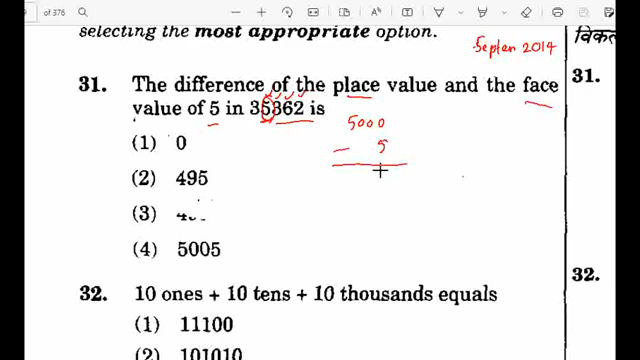 of 376
selecting the most appropriate option.
Septem 2014
विकल
31. The difference of the place value and the face
value of 5 in 35362 is
31.
5000
(1) 0
- 5
(2) 495
(3)
(4) 5005
32.
32. 10 ones + 10 tens + 10 thousands equals
(1) 11100
(2) 101010